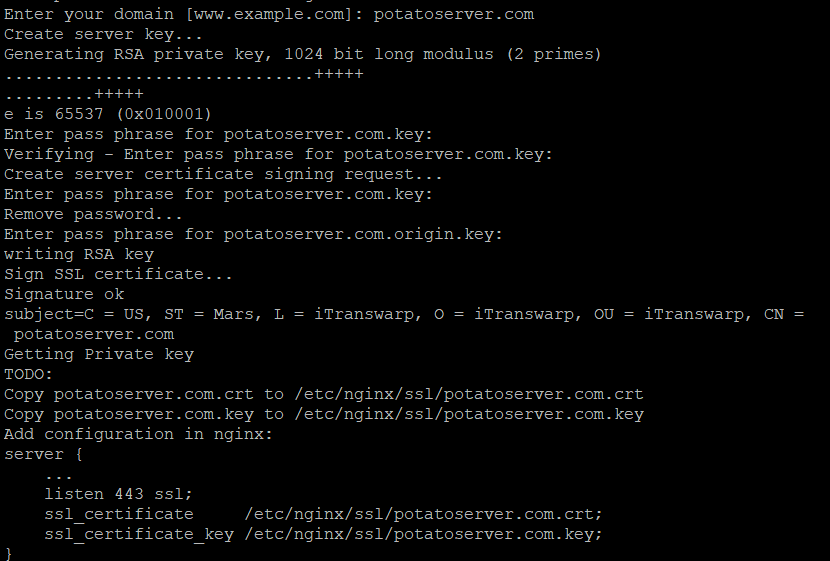 Enter your domain [www.example.com]: potatoserver.com
Create server key...
Generating RSA private key, 1024 bit long modulus (2 primes)
...............................+++++
.........+++++
e is 65537 (0x010001)
Enter pass phrase for potatoserver.com.key:
Verifying - Enter pass phrase for potatoserver.com.key:
Create server certificate signing request...
Enter pass phrase for potatoserver.com.key:
Remove password...
Enter pass phrase for potatoserver.com.origin.key:
writing RSA key
Sign SSL certificate...
Signature ok
subject=C = US, ST = Mars, L = iTranswarp, O = iTranswarp, OU = iTranswarp, CN =
 potatoserver.com
Getting Private key
TODO:
Copy potatoserver.com.crt to /etc/nginx/ssl/potatoserver.com.crt
Copy potatoserver.com.key to /etc/nginx/ssl/potatoserver.com.key
Add configuration in nginx:
server {
    ...
    listen 443 ssl;
    ssl_certificate     /etc/nginx/ssl/potatoserver.com.crt;
    ssl_certificate_key /etc/nginx/ssl/potatoserver.com.key;
}